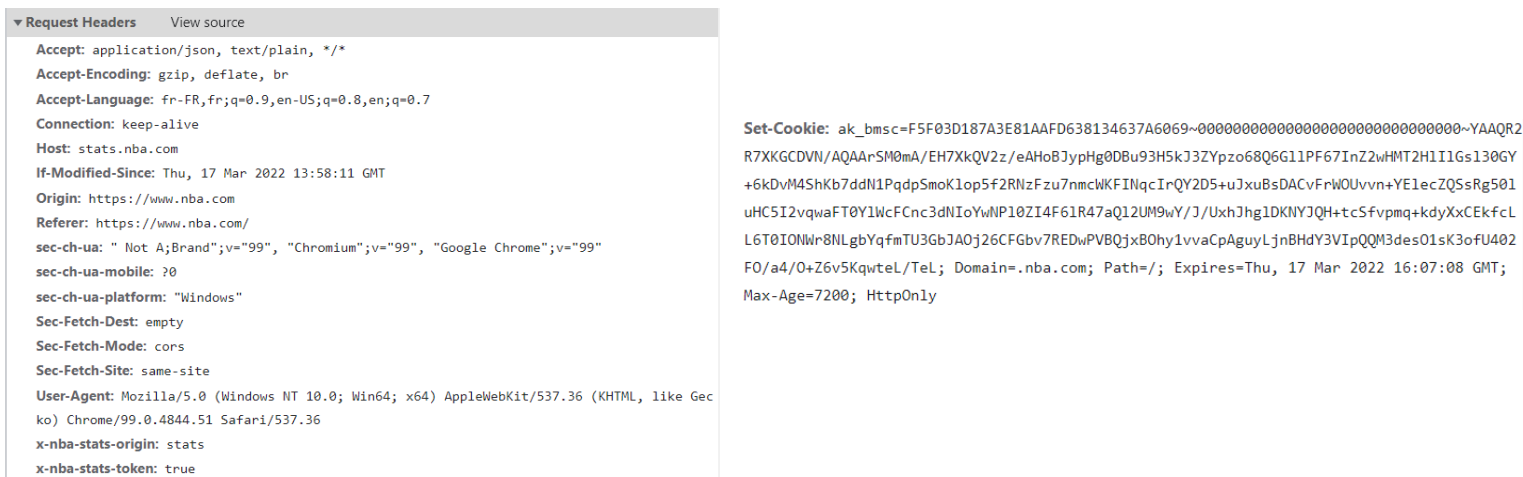 Request Headers View source
Accept: application/json, text/plain, */*
Accept-Encoding: gzip, deflate, br
Accept-Language: fr-FR,fr;q=0.9,en-US;q=0.8,en;q=0.7
Connection: keep-alive
Host: stats.nba.com
If-Modified-Since: Thu, 17 Mar 2022 13:58:11 GMT
Origin: https://www.nba.com
Referer: https://www.nba.com/
sec-ch-ua: " Not A;Brand";v="99", "Chromium";v="99", "Google Chrome";v="99"
sec-ch-ua-mobile: ?0
sec-ch-ua-platform: "Windows"
Sec-Fetch-Dest: empty
Sec-Fetch-Mode: cors
Sec-Fetch-Site: same-site
User-Agent: Mozilla/5.0 (Windows NT 10.0; Win64; x64) AppleWebKit/537.36 (KHTML, like Gec
ko) Chrome/99.0.4844.51 Safari/537.36
x-nba-stats-origin: stats
x-nba-stats-token: true
Set-Cookie: ak_bmsc=F5F03D187A3E81AAFD638134637A6069~000000000000000000000000000000~YAAQR2
R7XKGCDVN/AQAArSM0mA/EH7XkQV2z/eAHoBJypHg0DBu93H5kJ3ZYpzo68Q6GllPF67InZ2wHMT2HlIlGsl30GY
+6kDvM4ShKb7ddN1PqdpSmoKlop5f2RNzFzu7nmcWKFINqcIrQY2D5+uJxuBsDACvFrWOUvvn+YElecZQSsRg50l
uHC5I2vqwaFT0YlWcFCnc3dNIoYwNPl0ZI4F6lR47aQl2UM9wY/J/UxhJhglDKNYJQH+tcSfvpmq+kdyXxCEkfcL
L6T0IONWr8NLgbYqfmTU3GbJAOj26CFGbv7REDwPVBQjxBOhy1vvaCpAguyLjnBHdY3VIpQQM3desO1sK3ofU402
FO/a4/O+Z6v5KqwteL/TeL; Domain=.nba.com; Path=/; Expires=Thu, 17 Mar 2022 16:07:08 GMT;
Max-Age=7200; HttpOnly